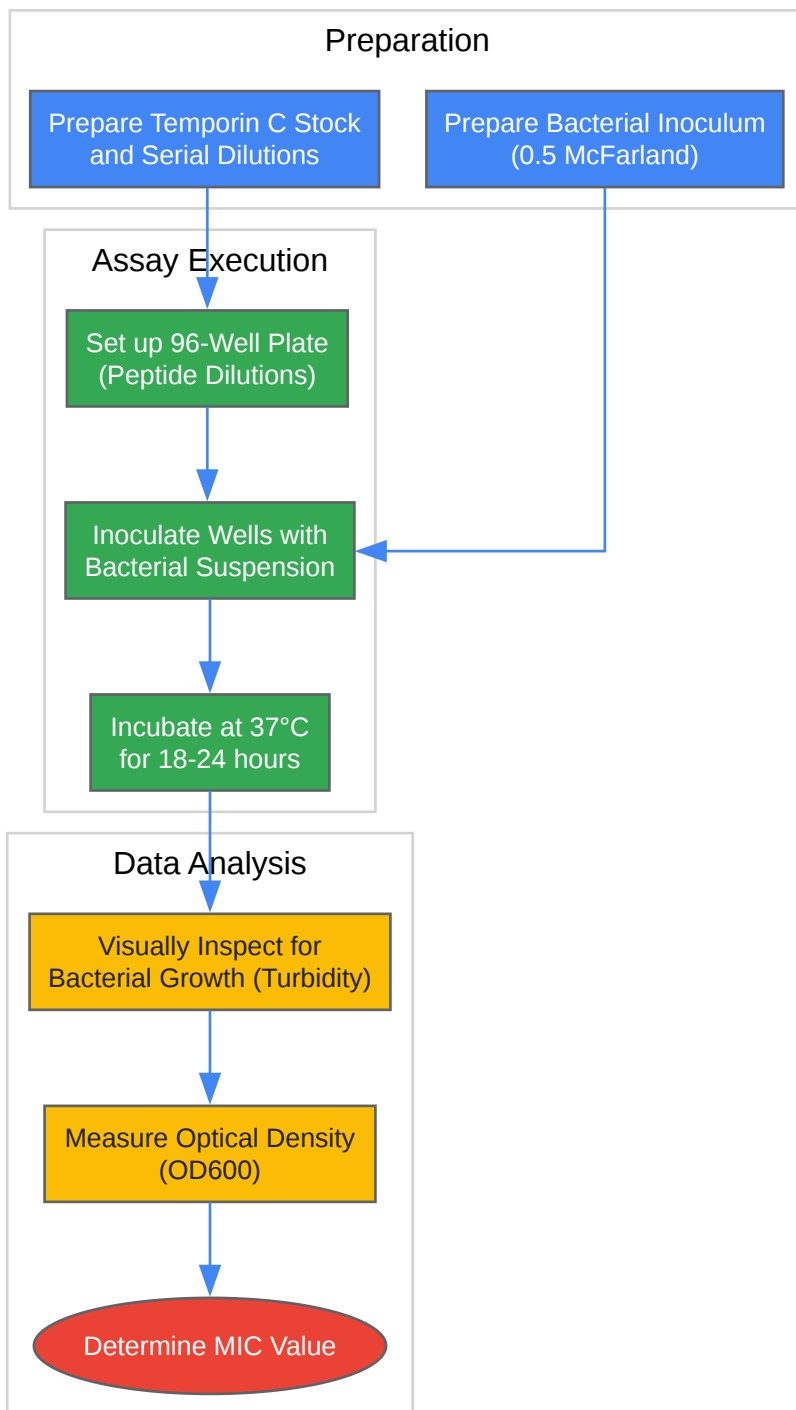 Preparation
Prepare Temporin C Stock
and Serial Dilutions
Prepare Bacterial Inoculum
(0.5 McFarland)
Assay Execution
Set up 96-Well Plate
(Peptide Dilutions)
Inoculate Wells with
Bacterial Suspension
Incubate at 37°C
for 18-24 hours
Data Analysis
Visually Inspect for
Bacterial Growth (Turbidity)
Measure Optical Density
(OD600)
Determine MIC Value